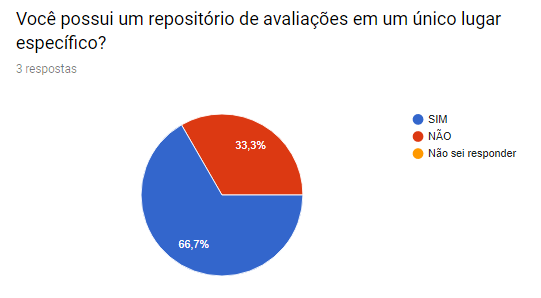 Você possui um repositório de avaliações em um único lugar
específico?
3 respostas
SIM
NÃO
Não sei responder
33,3%
66,7%